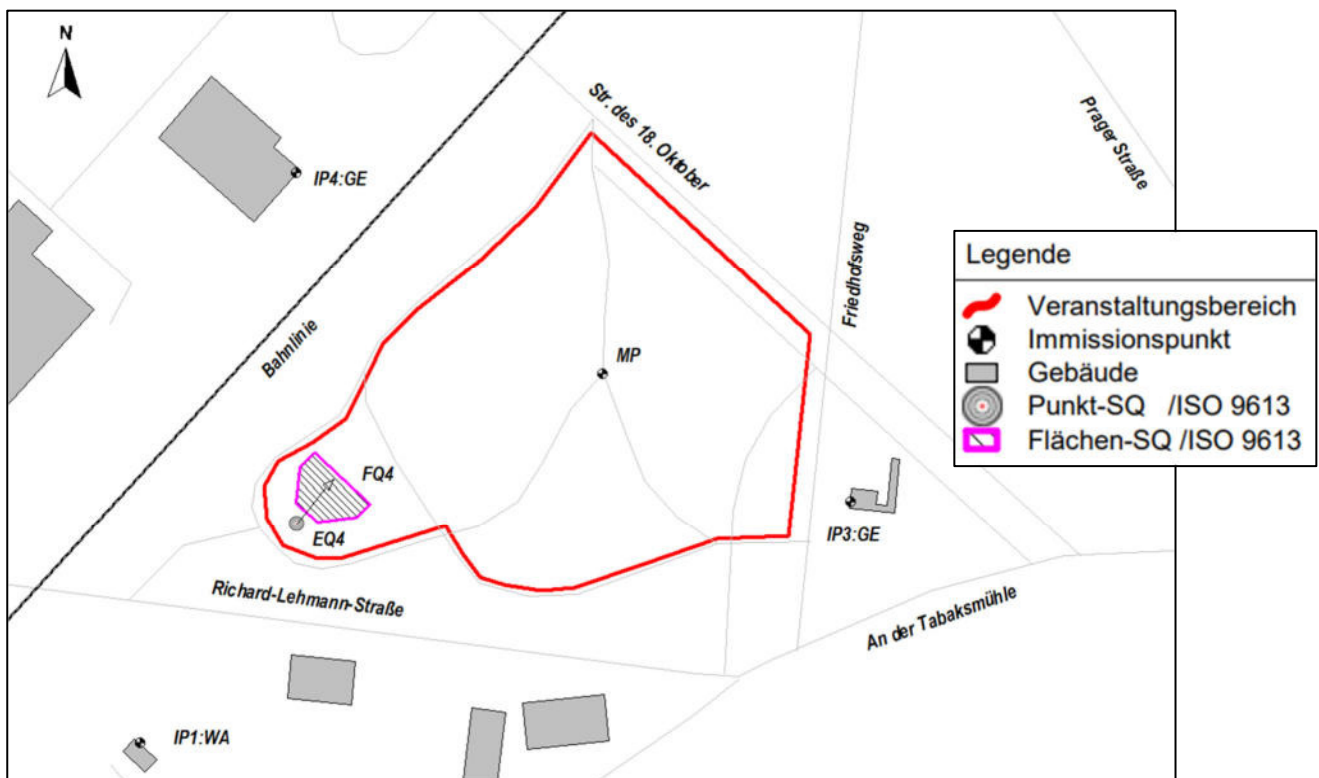 N
Str. des 18. Oktober
Prager Straße
IP4:GE
Friedhofsweg
Legende
Veranstaltungsbereich
Immissionspunkt
Gebäude
Punkt-SQ /ISO 9613
Flächen-SQ /ISO 9613
Bahnlinie
MP
FQ4
EQ4
IP3:GE
Richard-Lehmann-Straße
An der Tabaksmühle
IP1:WA